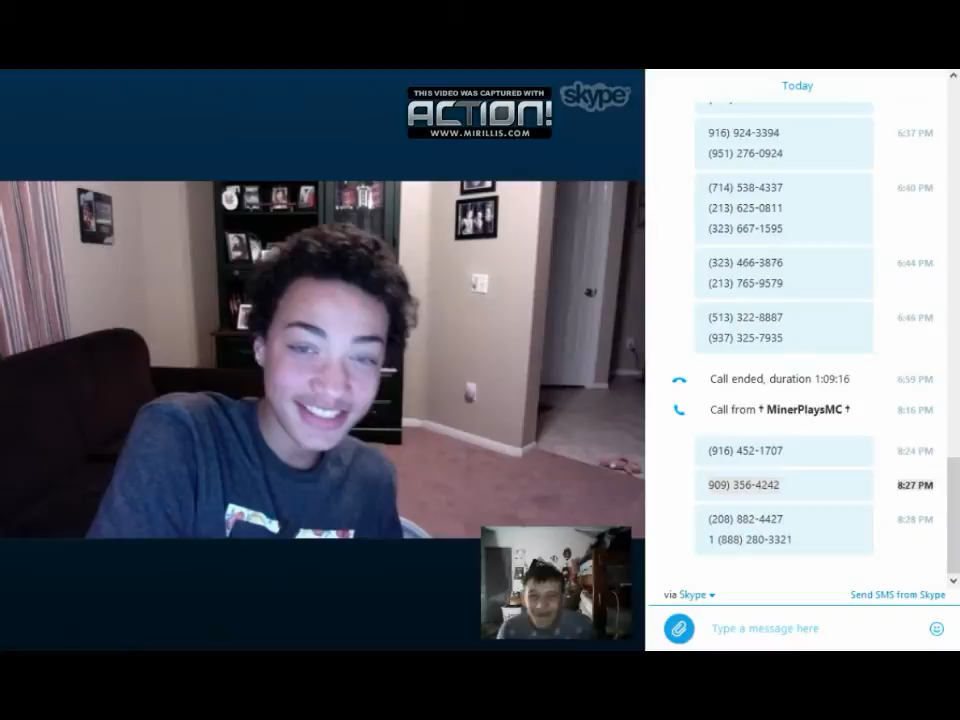 THIS VIDEO WAS CAPTURED WITH
ACTION!
WWW.MIRILLIS.COM
skype
Today
916) 924-3394
6:37 PM
(951) 276-0924
(714) 538-4337
6:40 PM
(213) 625-0811
(323) 667-1595
(323) 466-3876
6:44 PM
(213) 765-9579
(513) 322-8887
6:46 PM
(937) 325-7935
Call ended, duration 1:09:16
6:59 PM
Call from † MinerPlaysMC †
8:16 PM
(916) 452-1707
8:24 PM
909) 356-4242
8:27 PM
(208) 882-4427
8:28 PM
1 (888) 280-3321
via Skype
Send SMS from Skype
Type a message here